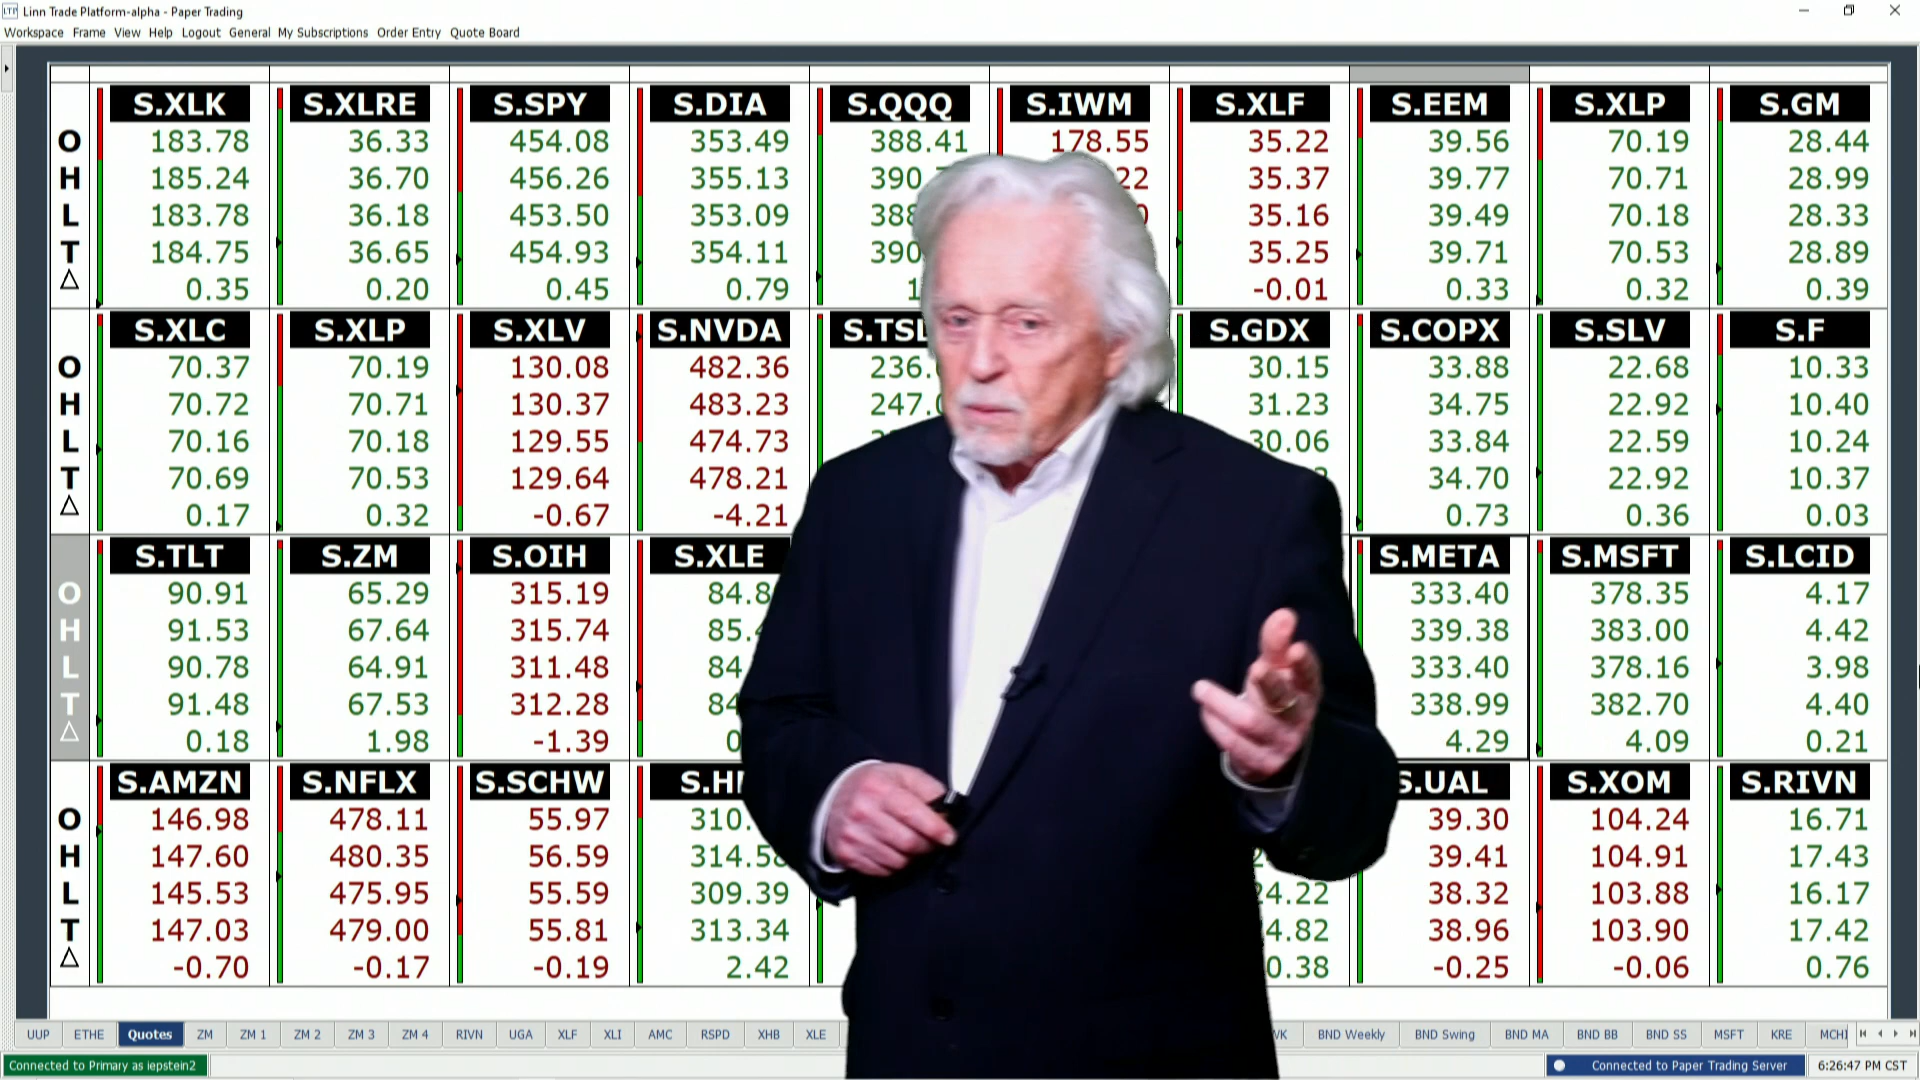 Linn Trade Platform-alpha - Paper Trading
Workspace Frame View Help Logout General My Subscriptions Order Entry Quote Board
S.XLK S.XLRE S.SPY S.DIA S.QQQ S.IWM S.XLF S.EEM S.XLP S.GM
O 183.78 36.33 454.08 353.49 388.41 178.55 35.22 39.56 70.19 28.44
H 185.24 36.70 456.26 355.13 35.37 39.77 70.71 28.99
L 183.78 36.18 453.50 353.09 35.16 39.49 70.18 28.33
T 184.75 36.65 454.93 354.11 35.25 39.71 70.53 28.89
△ 0.35 0.20 0.45 0.79 -0.01 0.33 0.32 0.39
S.XLC S.XLP S.XLV S.NVDA S.GDX S.COPX S.SLV S.F
O 70.37 70.19 130.08 482.36 30.15 33.88 22.68 10.33
H 70.72 70.71 130.37 483.23 31.23 34.75 22.92 10.40
L 70.16 70.18 129.55 474.73 30.06 33.84 22.59 10.24
T 70.69 70.53 129.64 478.21 34.70 22.92 10.37
△ 0.17 0.32 -0.67 -4.21 0.73 0.36 0.03
S.TLT S.ZM S.OIH S.XLE S.META S.MSFT S.LCID
O 90.91 65.29 315.19 333.40 378.35 4.17
H 91.53 67.64 315.74 339.38 383.00 4.42
L 90.78 64.91 311.48 333.40 378.16 3.98
T 91.48 67.53 312.28 338.99 382.70 4.40
△ 0.18 1.98 -1.39 4.29 4.09 0.21
S.AMZN S.NFLX S.SCHW S.UAL S.XOM S.RIVN
O 146.98 478.11 55.97 39.30 104.24 16.71
H 147.60 480.35 56.59 314.58 39.41 104.91 17.43
L 145.53 475.95 55.59 309.39 38.32 103.88 16.17
T 147.03 479.00 55.81 313.34 38.96 103.90 17.42
△ -0.70 -0.17 -0.19 2.42 0.38 -0.25 -0.06 0.76
UUP ETHE Quotes ZM ZM 1 ZM 2 ZM 3 ZM 4 RIVN UGA XLF XLI AMC RSPD XHB XLE BND Weekly BND Swing BND MA BND BB BND SS MSFT KRE MCHI
Connected to Primary as iepstein2 Connected to Paper Trading Server 6:26:47 PM CST